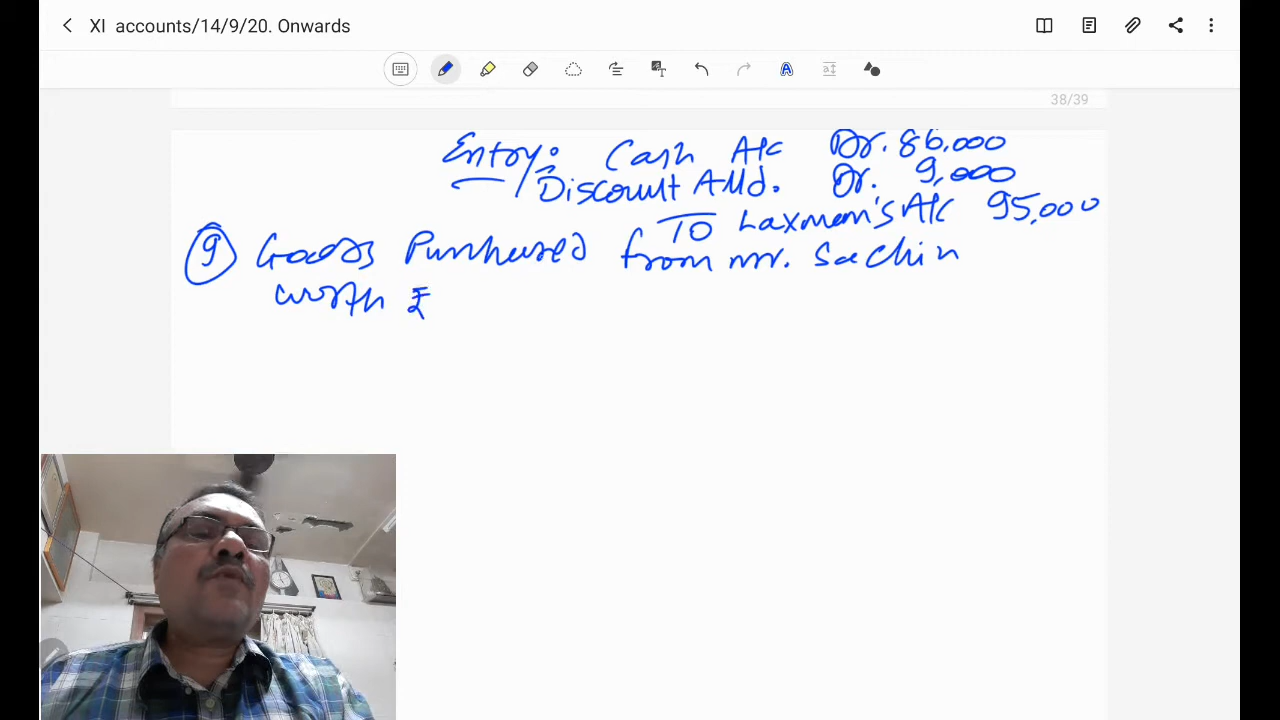 XI accounts/14/9/20. Onwards
38/39
Entry: Cash A/c Dr. 86,000
Discount Alld. Dr. 9,000
TO Laxman's A/c 95,000
9 Goods Purchased from mr. Sachin
worth ₹